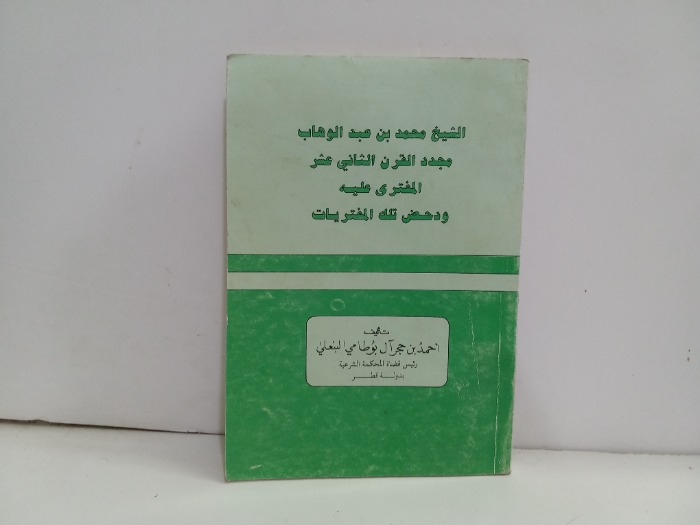 الشيخ محمد بن عبد الوهاب
مجدد القرن الثاني عشر
المفترى عليه
ودحض تلك المفتريات
تأليف
احمد بن حجر آل بوطامي البنعلي
رئيس قضاة المحكمة الشرعية
بدولة قطر